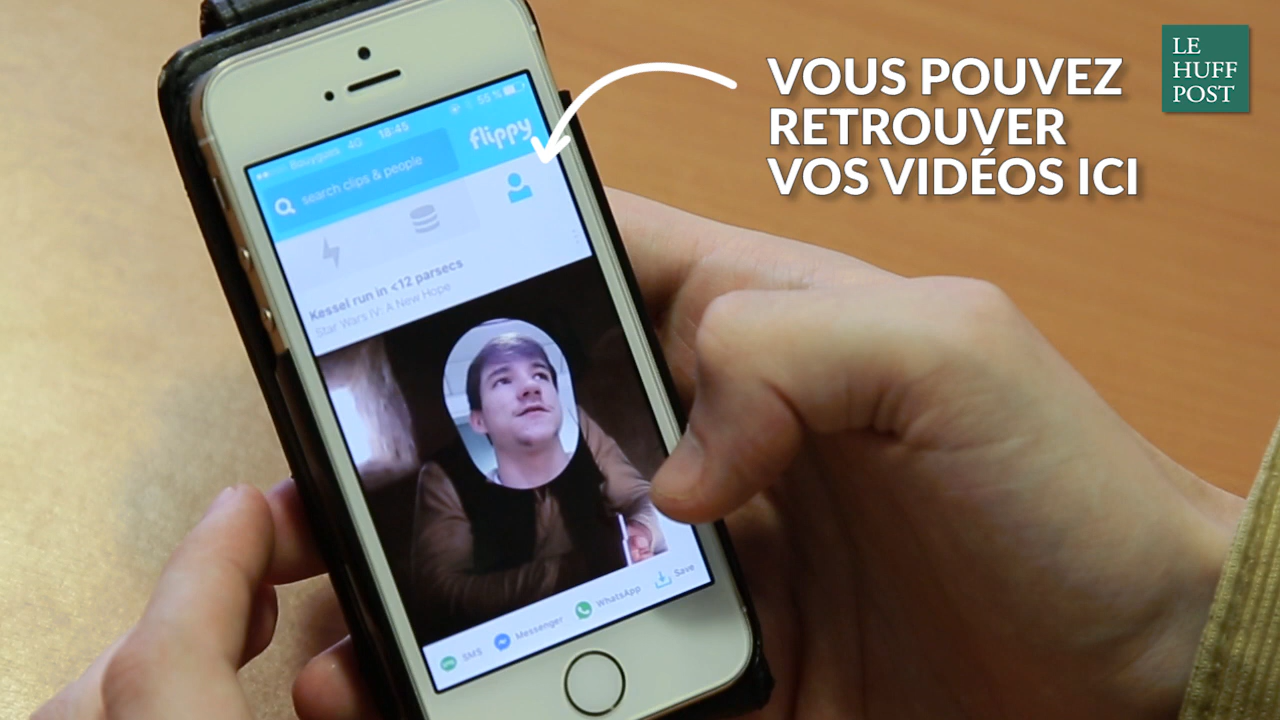 VOUS POUVEZ
RETROUVER
VOS VIDÉOS ICI
LE
HUFF
POST
Bouygues 4G 18:45 55 %
flippy
search clips & people
Kessel run in <12 parsecs
Star Wars IV: A New Hope
SMS Messenger WhatsApp Save